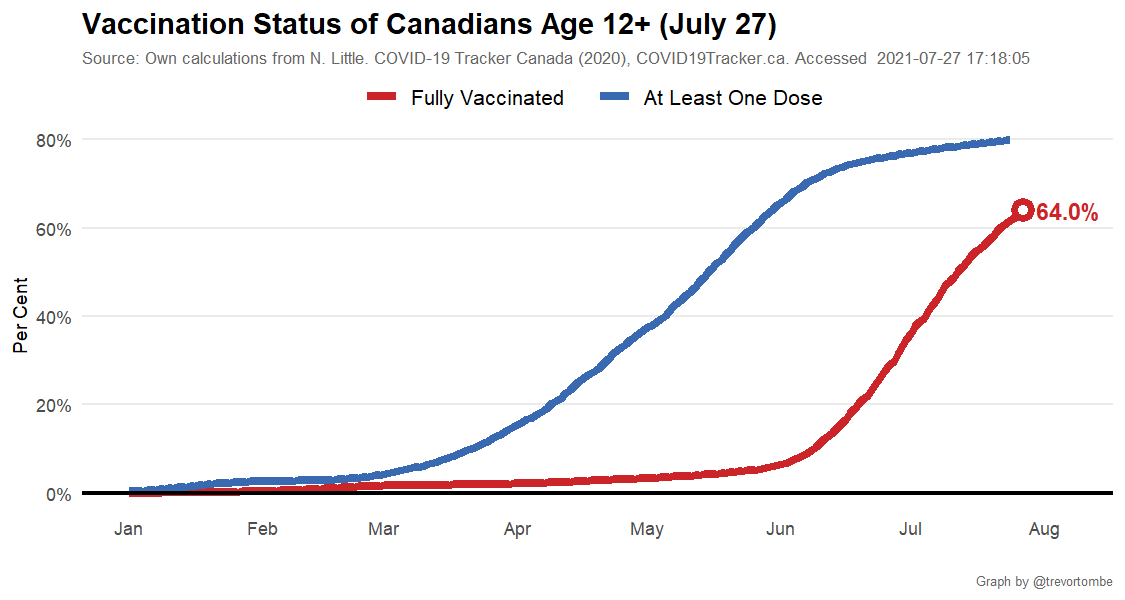 Vaccination Status of Canadians Age 12+ (July 27)
Source: Own calculations from N. Little. COVID-19 Tracker Canada (2020), COVID19Tracker.ca. Accessed  2021-07-27 17:18:05
Fully Vaccinated At Least One Dose
80%
64.0%
60%
Per Cent
40%
20%
0%
Jan Feb Mar Apr May Jun Jul Aug
Graph by @trevortombe